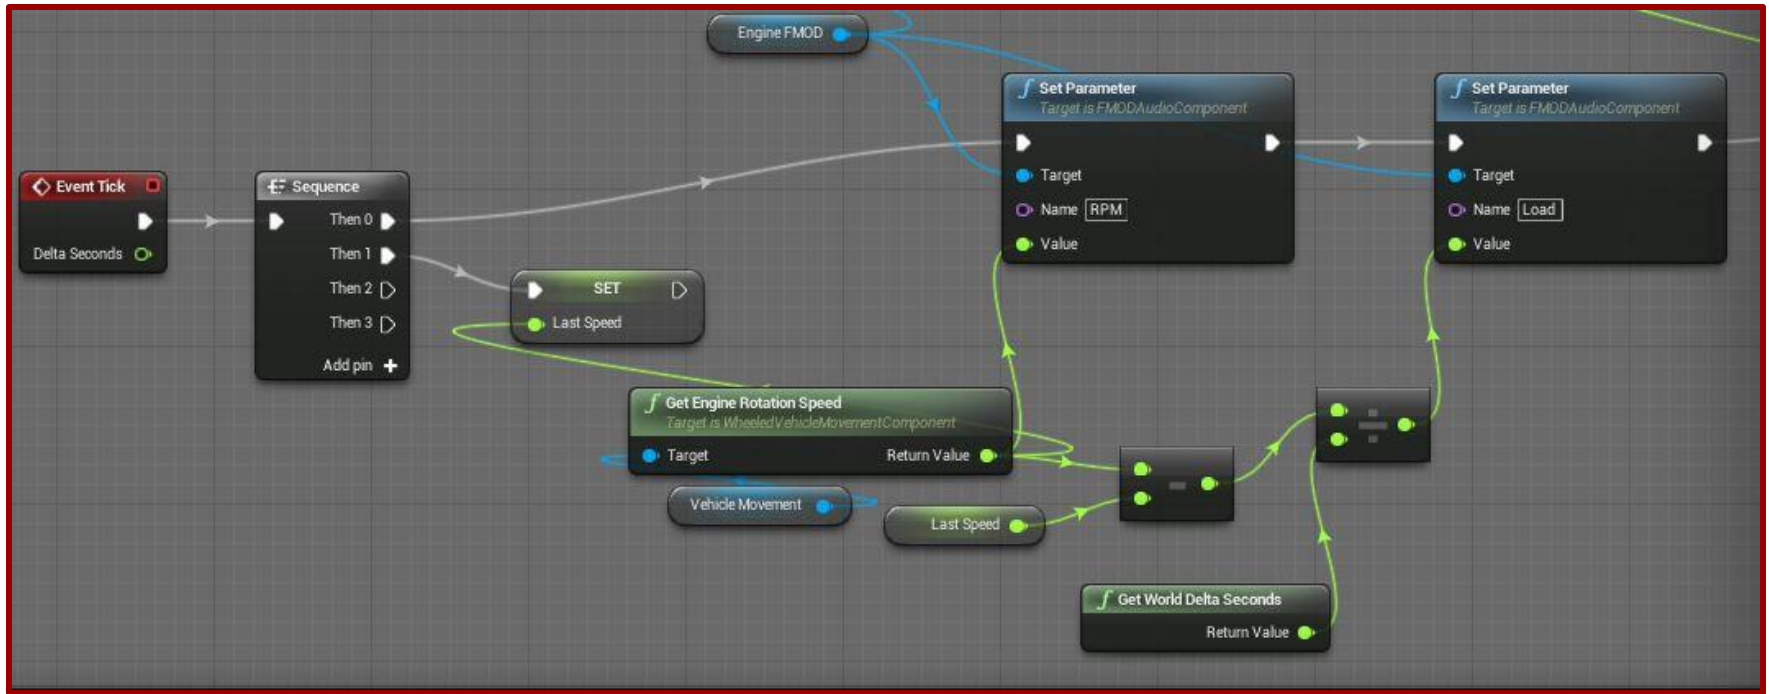 Engine FMOD
Set Parameter
Target is FMODAudioComponent
Target
Name RPM
Value
Set Parameter
Target is FMODAudioComponent
Target
Name Load
Value
Event Tick
Delta Seconds
Sequence
Then 0
Then 1
Then 2
Then 3
Add pin +
SET
Last Speed
f Get Engine Rotation Speed
Target is WheeledVehicleMovementComponent
Target Return Value
Vehicle Movement
Last Speed
-
÷
f Get World Delta Seconds
Return Value